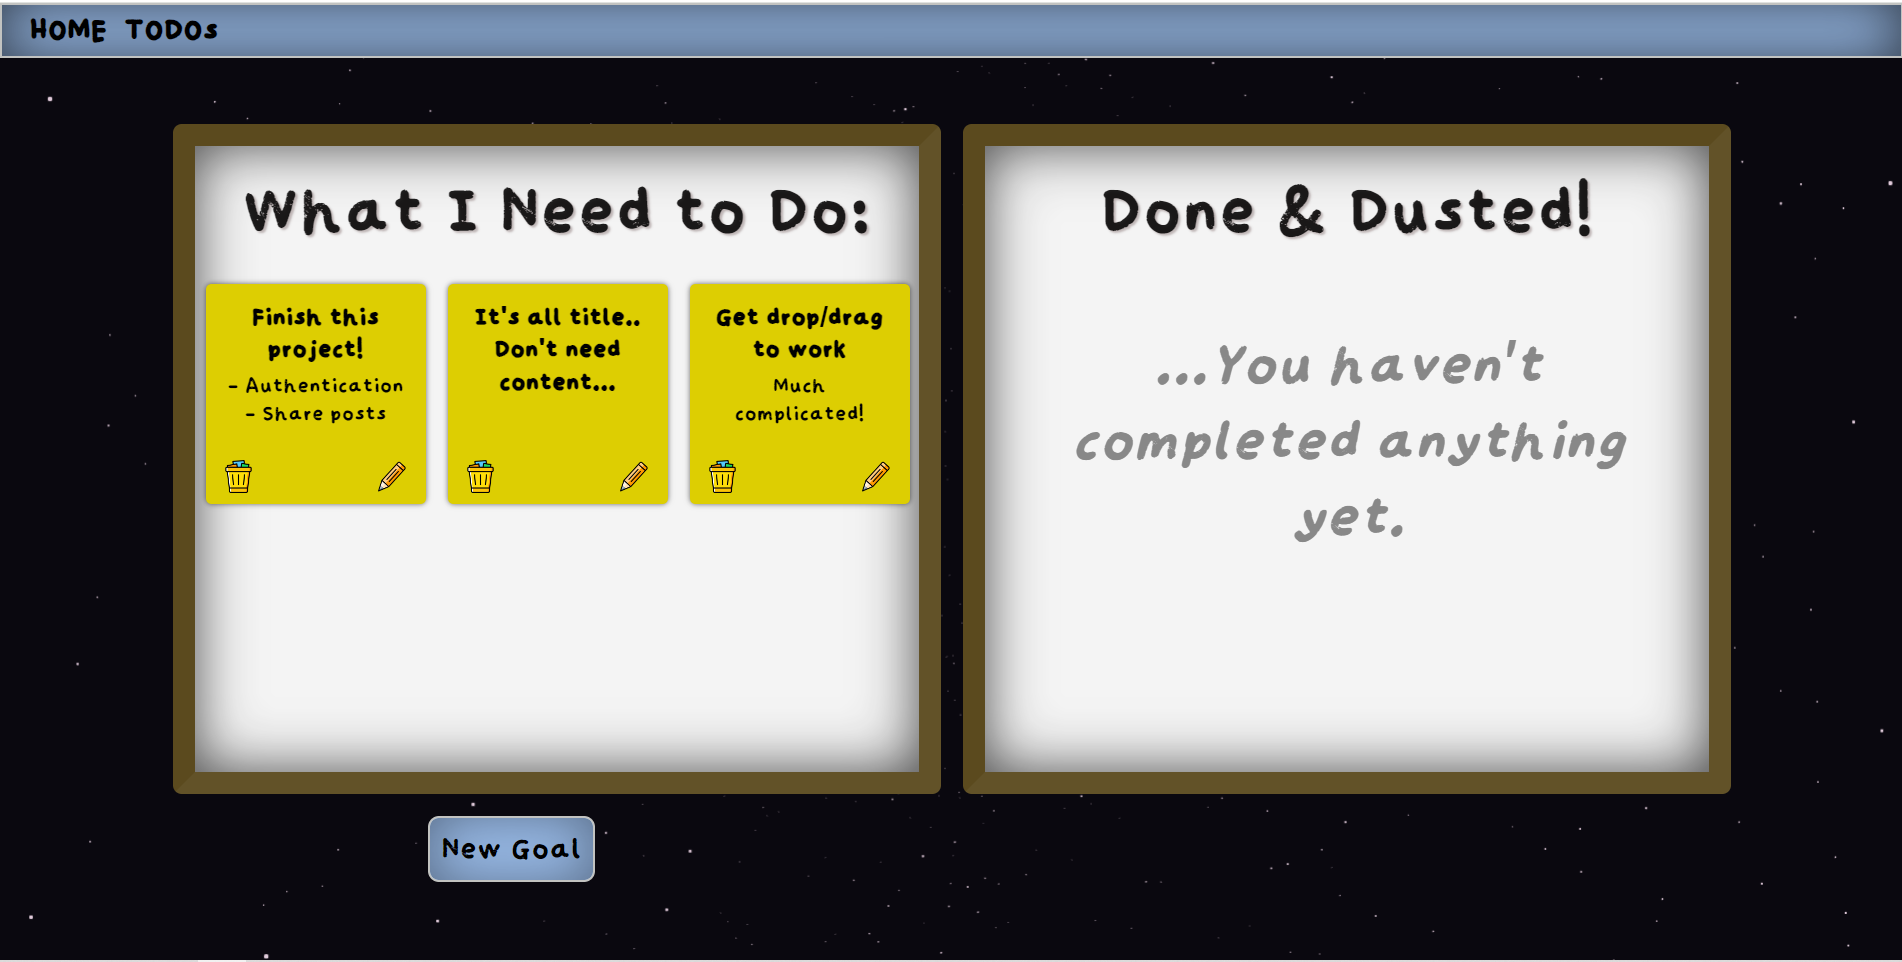 HOME TODOs
What I Need to Do:
Finish this
project!
- Authentication
- Share posts
It's all title..
Don't need
content...
Get drop/drag
to work
Much
complicated!
Done & Dusted!
...You haven't
completed anything
yet.
New Goal